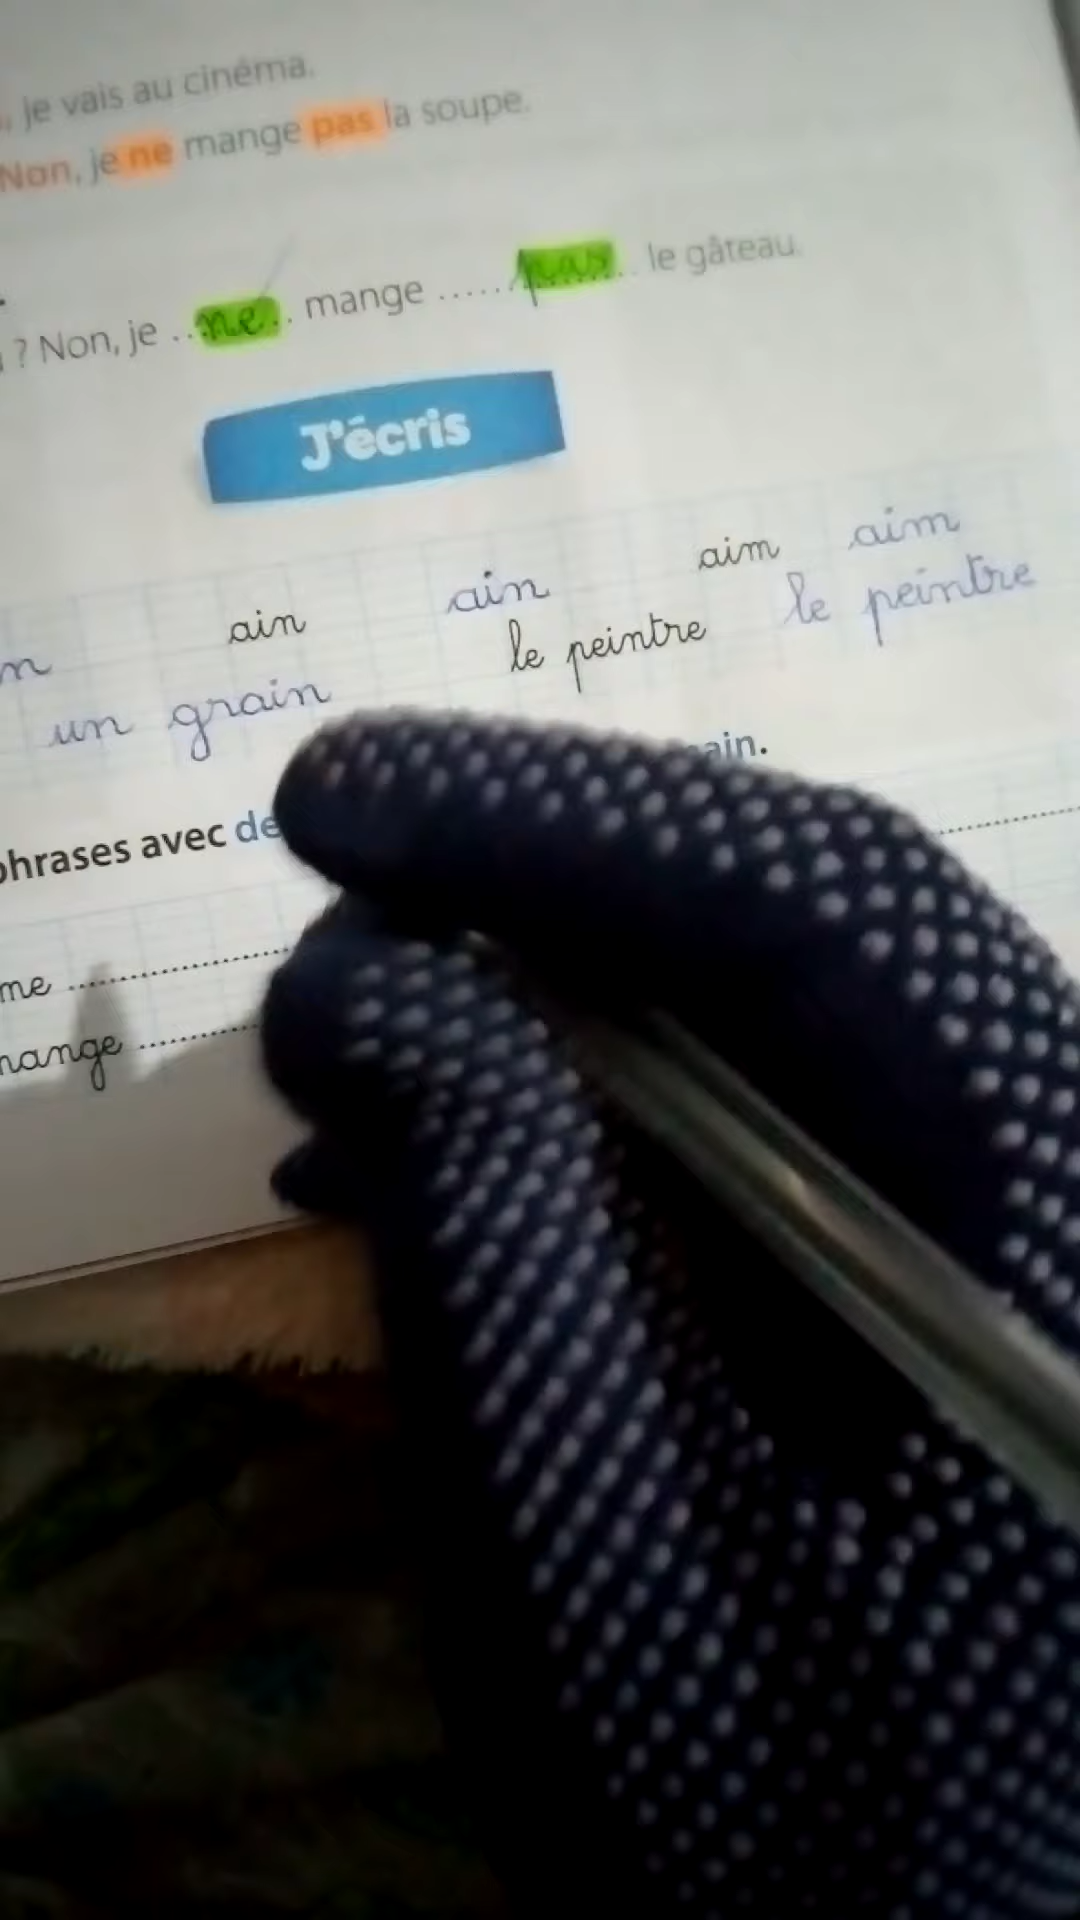 je vais au cinéma.
Non, je ne mange pas la soupe.
? Non, je ..ne.. mange ......pas.. le gâteau.
J'écris
ain ain aim aim
un grain le peintre le peintre
phrases avec
me
mange